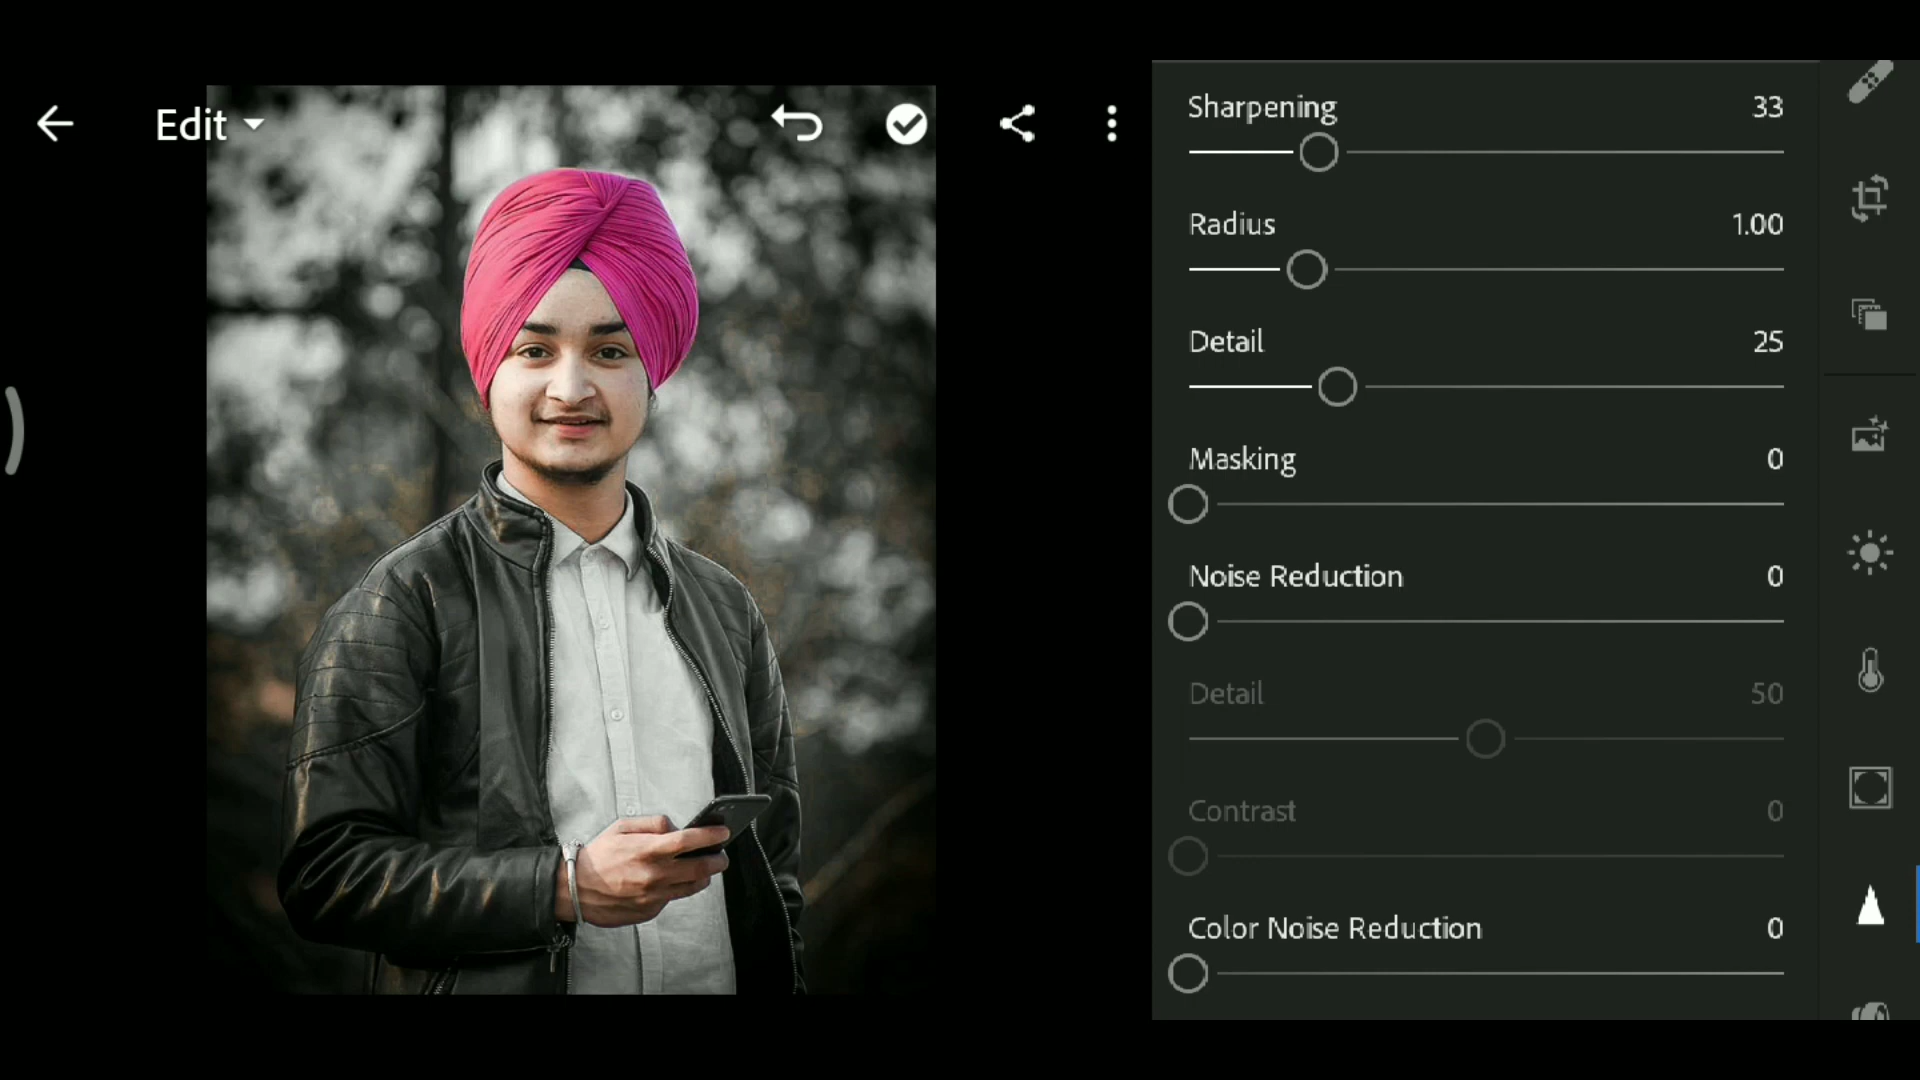 Edit
Sharpening 33
Radius 1.00
Detail 25
Masking 0
Noise Reduction 0
Detail 50
Contrast 0
Color Noise Reduction 0